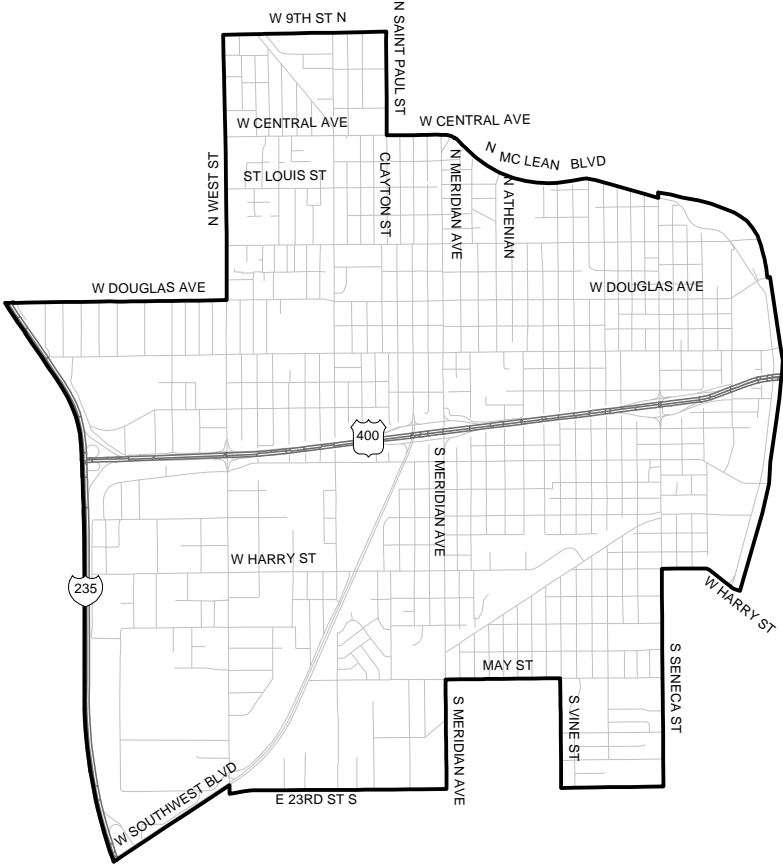 W 9TH ST N
N SAINT PAUL ST
W CENTRAL AVE
W CENTRAL AVE
N MC LEAN BLVD
N WEST ST
ST LOUIS ST
CLAYTON ST
N MERIDIAN AVE
N ATHENIAN
W DOUGLAS AVE
W DOUGLAS AVE
400
S MERIDIAN AVE
W HARRY ST
235
W HARRY ST
MAY ST
S SENECA ST
S MERIDIAN AVE
S VINE ST
W SOUTHWEST BLVD
E 23RD ST S